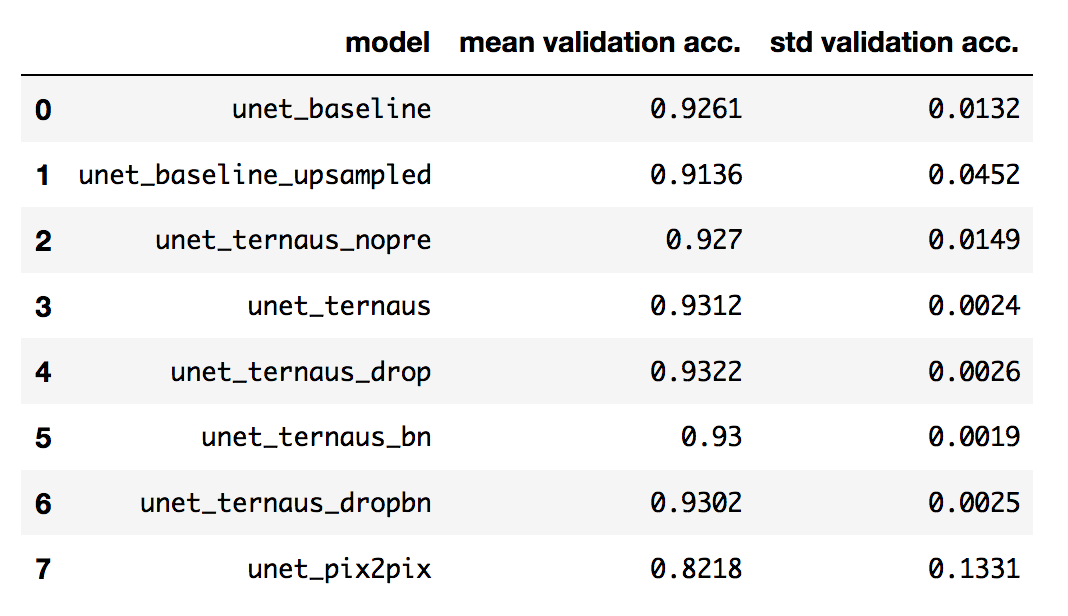 model mean validation acc. std validation acc.
0 unet_baseline 0.9261 0.0132
1 unet_baseline_upsampled 0.9136 0.0452
2 unet_ternaus_nopre 0.927 0.0149
3 unet_ternaus 0.9312 0.0024
4 unet_ternaus_drop 0.9322 0.0026
5 unet_ternaus_bn 0.93 0.0019
6 unet_ternaus_dropbn 0.9302 0.0025
7 unet_pix2pix 0.8218 0.1331